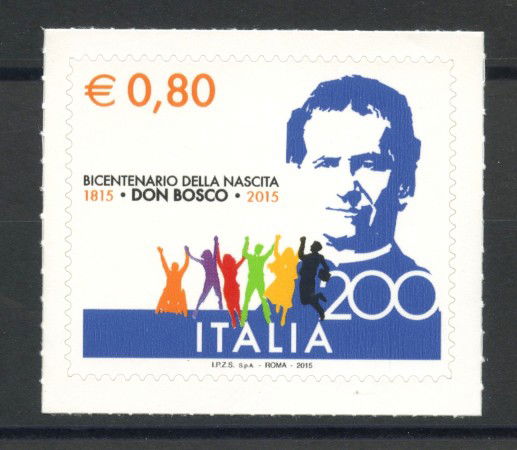 € 0,80
BICENTENARIO DELLA NASCITA
1815 • DON BOSCO • 2015
200
ITALIA
I.P.Z.S. S.p.A. - ROMA - 2015